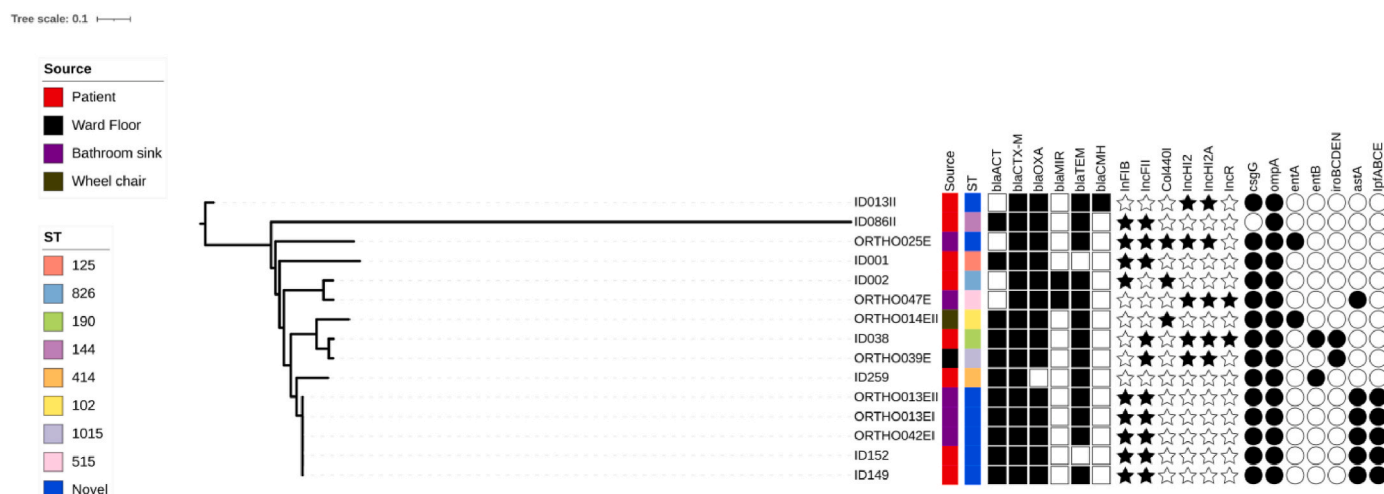 Tree scale: 0.1
Source
Patient
Ward Floor
Bathroom sink
Wheel chair
ST
125
826
190
144
414
102
1015
515
Novel
Source
ST
blaACT
blaCTX-M
blaOXA
blaMIR
blaTEM
blaCMH
InFIB
IncFII
Col440I
IncHI2
IncHI2A
IncR
csgG
ompA
entA
entB
iroBCDEN
astA
lpfABCE
ID013II
ID086II
ORTHO025E
ID001
ID002
ORTHO047E
ORTHO014EII
ID038
ORTHO039E
ID259
ORTHO013EII
ORTHO013EI
ORTHO042EI
ID152
ID149